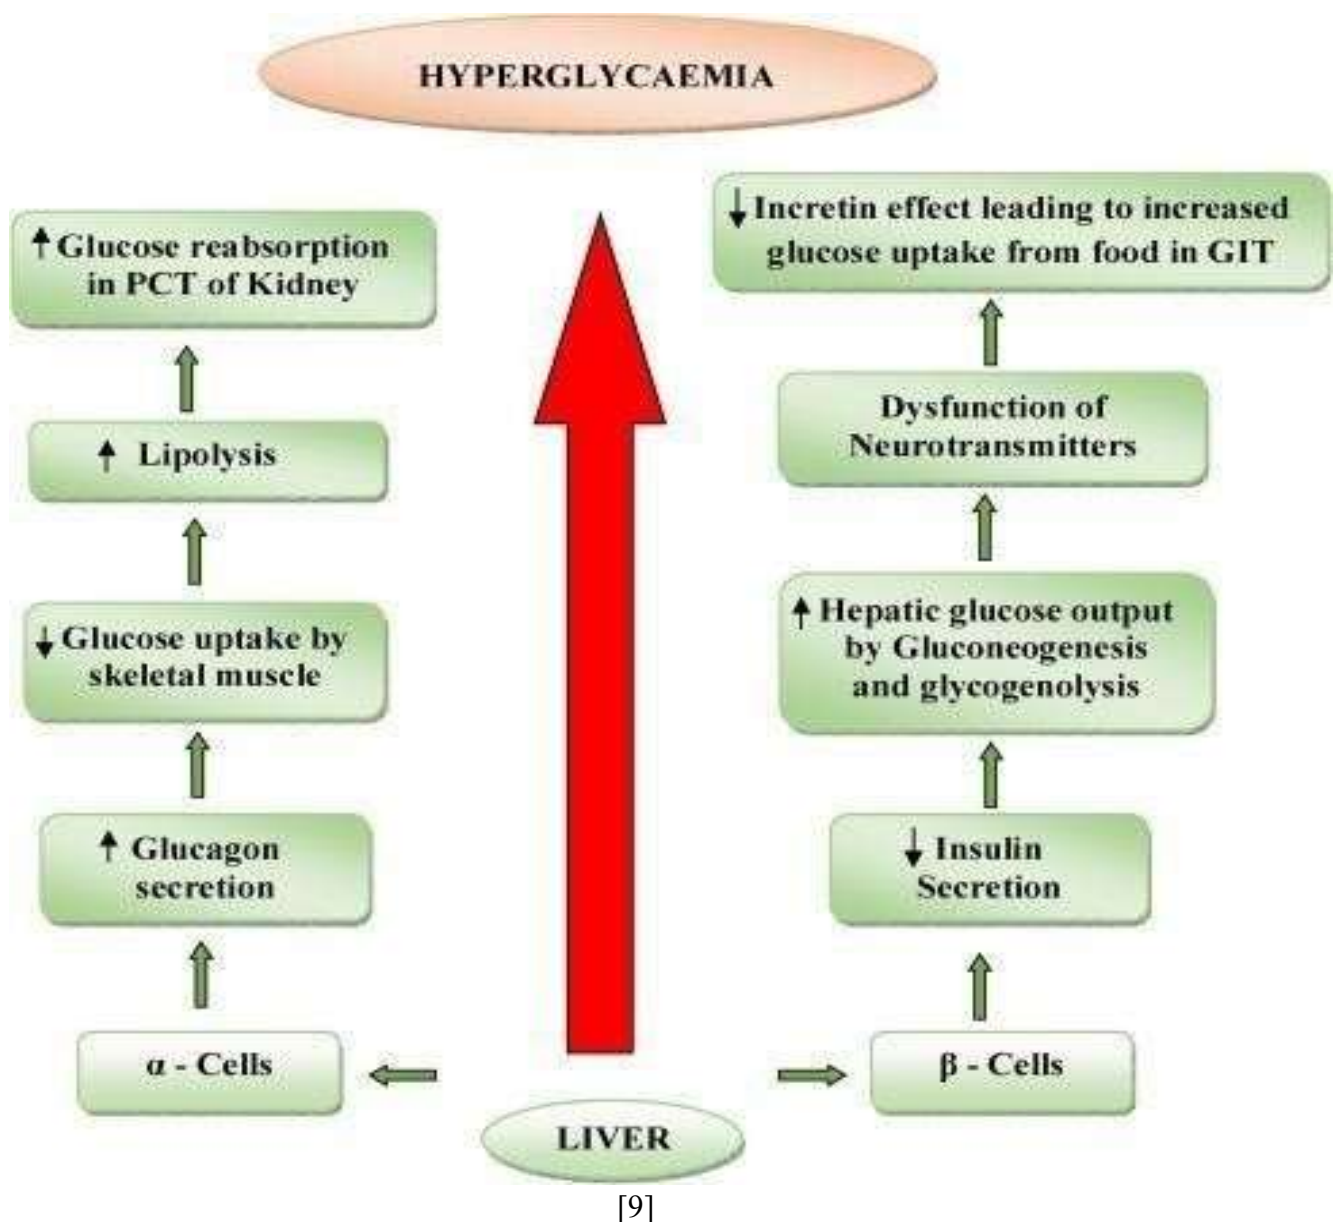 HYPERGLYCAEMIA
↑ Glucose reabsorption
in PCT of Kidney
↑ Lipolysis
↓ Glucose uptake by
skeletal muscle
↑ Glucagon
secretion
α - Cells
↓ Incretin effect leading to increased
glucose uptake from food in GIT
Dysfunction of
Neurotransmitters
↑ Hepatic glucose output
by Gluconeogenesis
and glycogenolysis
↓ Insulin
Secretion
β - Cells
LIVER
[9]